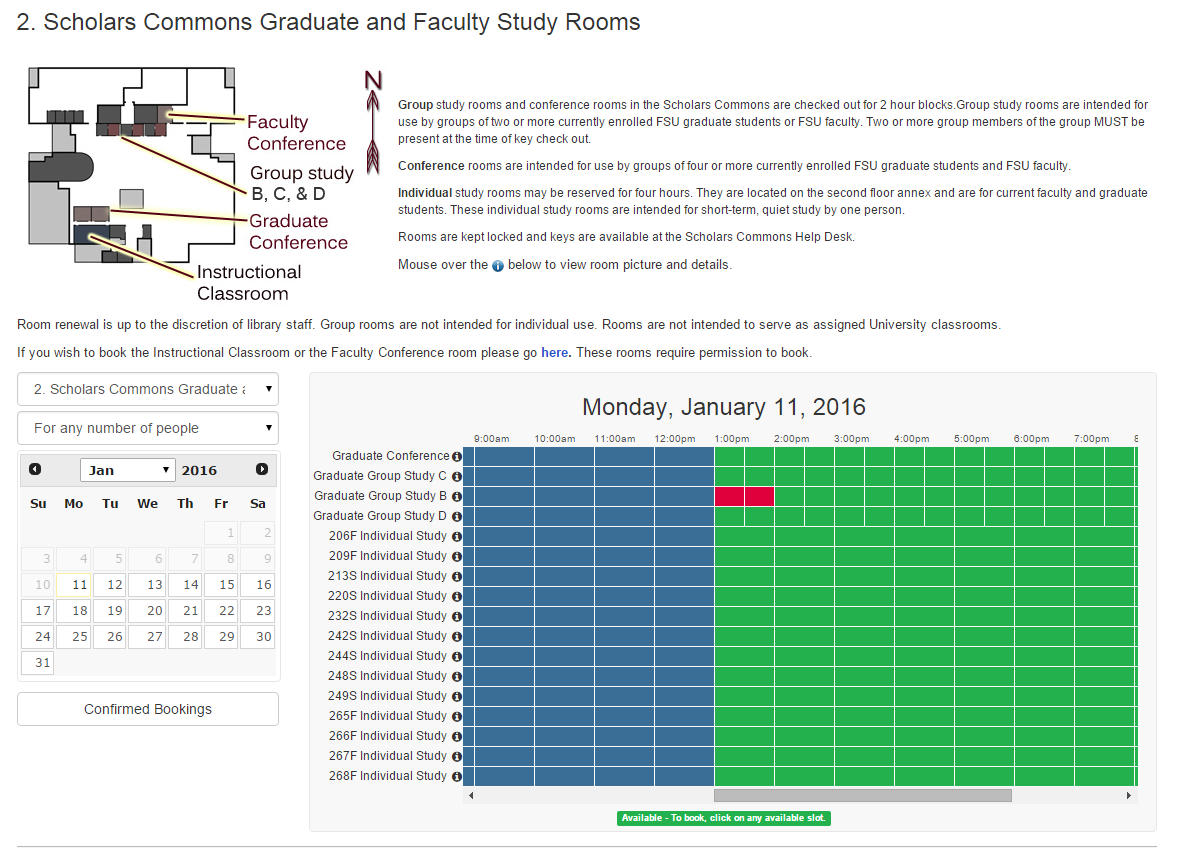 2. Scholars Commons Graduate and Faculty Study Rooms
N
Faculty
Conference
Group study
B, C, & D
Graduate
Conference
Instructional
Classroom
Group study rooms and conference rooms in the Scholars Commons are checked out for 2 hour blocks.Group study rooms are intended for
use by groups of two or more currently enrolled FSU graduate students or FSU faculty. Two or more group members of the group MUST be
present at the time of key check out.
Conference rooms are intended for use by groups of four or more currently enrolled FSU graduate students and FSU faculty.
Individual study rooms may be reserved for four hours. They are located on the second floor annex and are for current faculty and graduate
students. These individual study rooms are intended for short-term, quiet study by one person.
Rooms are kept locked and keys are available at the Scholars Commons Help Desk.
Mouse over the i below to view room picture and details.
Room renewal is up to the discretion of library staff. Group rooms are not intended for individual use. Rooms are not intended to serve as assigned University classrooms.
If you wish to book the Instructional Classroom or the Faculty Conference room please go here. These rooms require permission to book.
2. Scholars Commons Graduate a
For any number of people
Jan 2016
Su Mo Tu We Th Fr Sa
1 2
3 4 5 6 7 8 9
10 11 12 13 14 15 16
17 18 19 20 21 22 23
24 25 26 27 28 29 30
31
Confirmed Bookings
Monday, January 11, 2016
9:00am 10:00am 11:00am 12:00pm 1:00pm 2:00pm 3:00pm 4:00pm 5:00pm 6:00pm 7:00pm 8
Graduate Conference
Graduate Group Study C
Graduate Group Study B
Graduate Group Study D
206F Individual Study
209F Individual Study
213S Individual Study
220S Individual Study
232S Individual Study
242S Individual Study
244S Individual Study
248S Individual Study
249S Individual Study
265F Individual Study
266F Individual Study
267F Individual Study
268F Individual Study
Available - To book, click on any available slot.